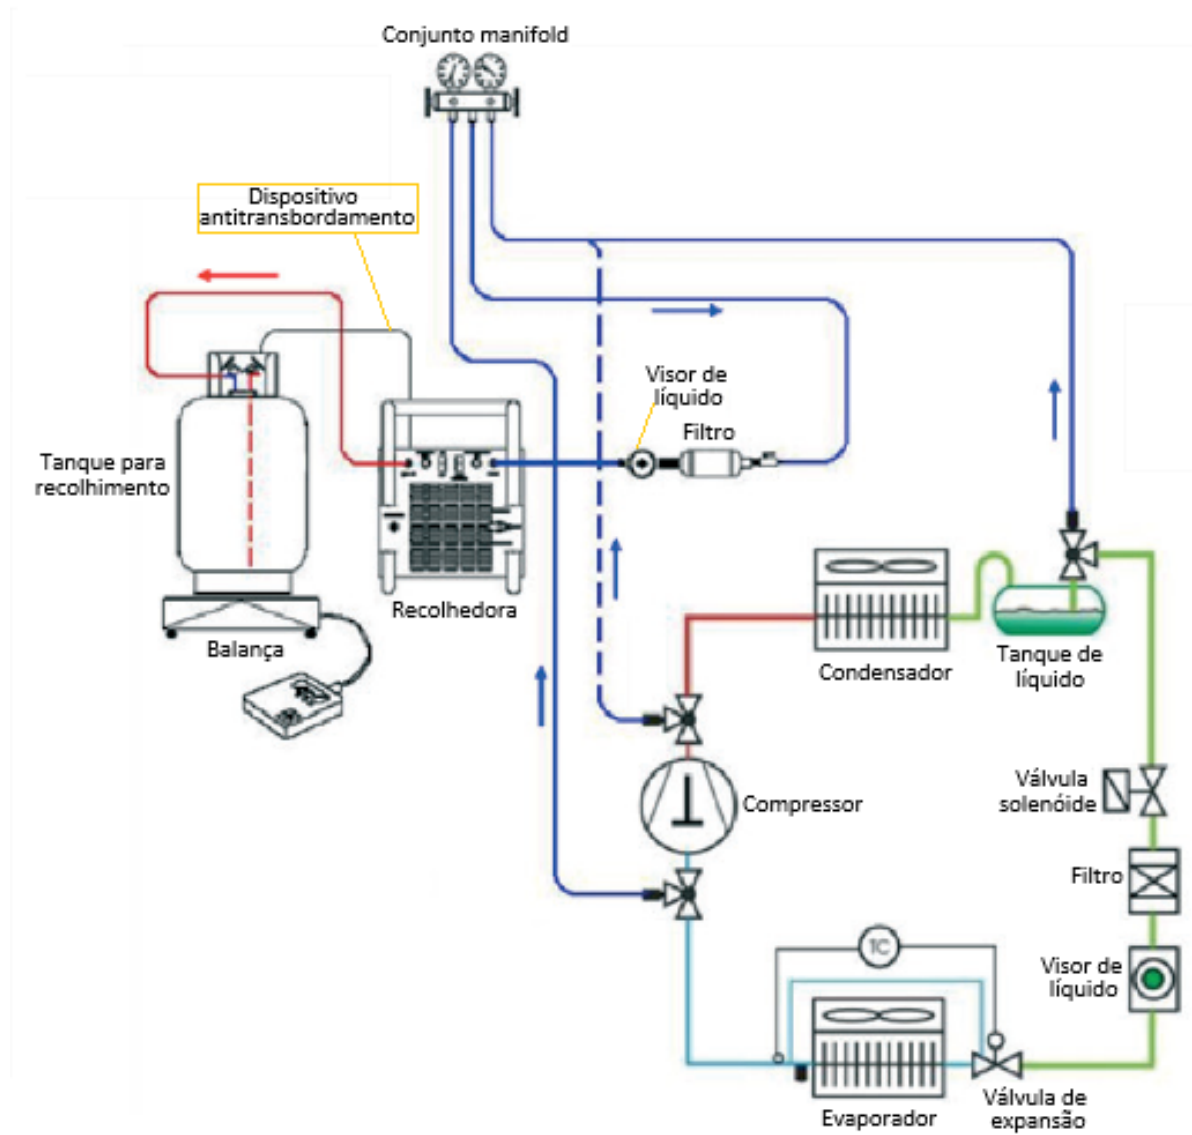 Conjunto manifold
Dispositivo
antitransbordamento
Visor de
líquido
Filtro
Tanque para
recolhimento
Recolhedora
Balança
Condensador
Tanque de
líquido
Válvula
solenóide
Compressor
Filtro
TC
Visor de
líquido
Válvula de
expansão
Evaporador